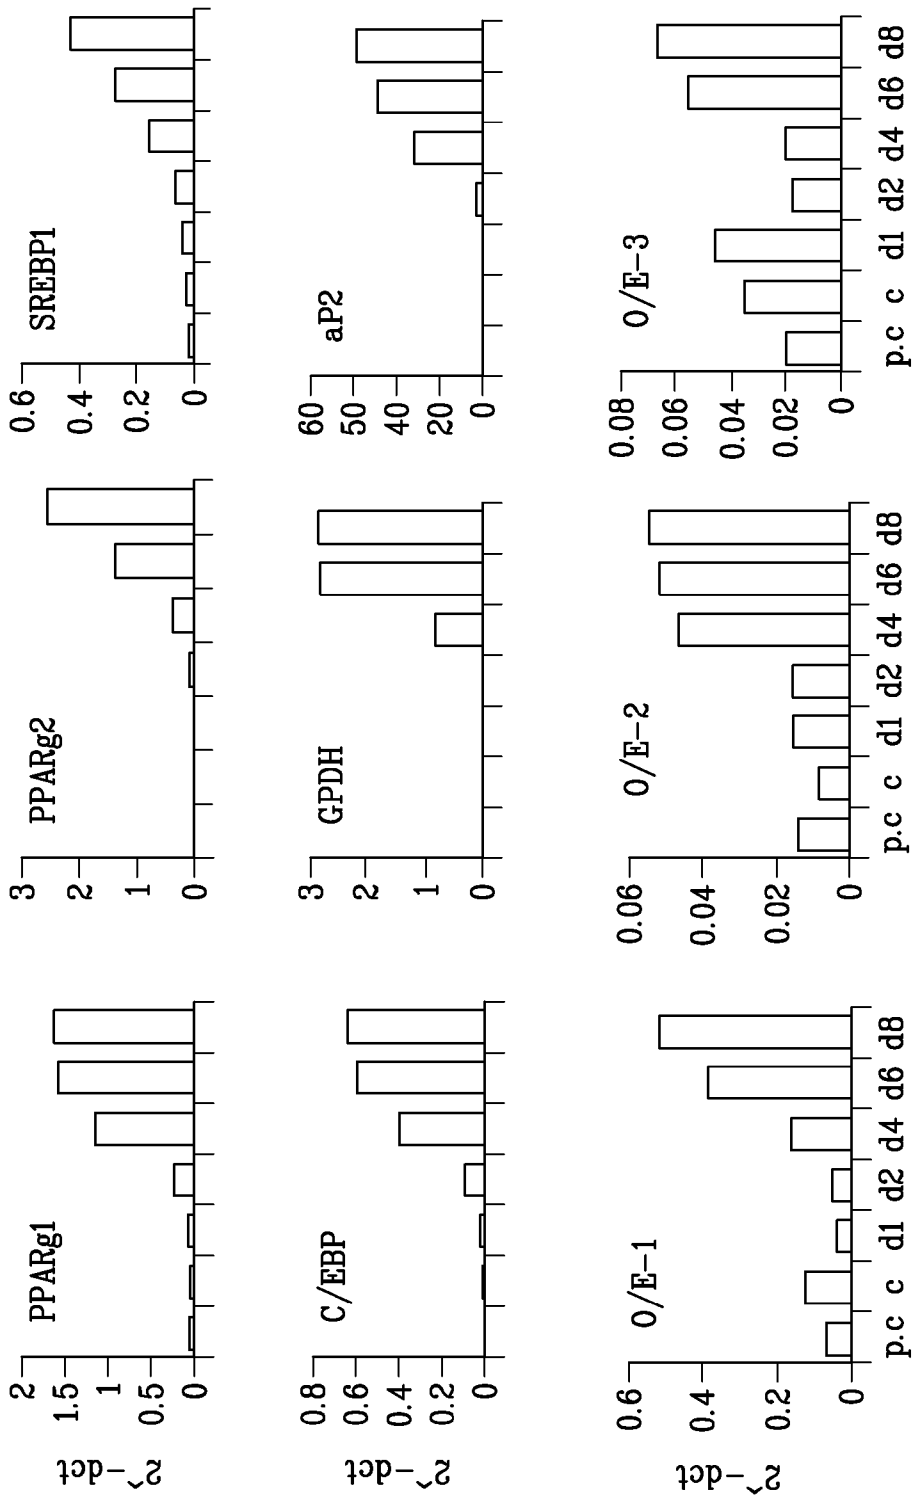 2^-dct
2
1.5
1
0.5
0
PPARg1
3
2
1
0
PPARg2
0.6
0.4
0.2
0
SREBP1
2^-dct
0.8
0.6
0.4
0.2
0
C/EBP
3
2
1
0
GPDH
60
50
40
20
0
aP2
2^-dct
0.6
0.4
0.2
0
O/E-1
p.c c d1 d2 d4 d6 d8
0.06
0.04
0.02
0
O/E-2
p.c c d1 d2 d4 d6 d8
0.08
0.06
0.04
0.02
0
O/E-3
p.c c d1 d2 d4 d6 d8